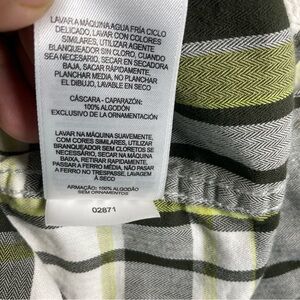 LAVAR A MÁQUINA AGUA FRÍA CICLO
DELICADO, LAVAR CON COLORES
SIMILARES, UTILIZAR AGENTE
BLANQUEADOR SIN CLORO, CUANDO
SEA NECESARIO, SECAR EN SECADORA
BAJA, SACAR RÁPIDAMENTE,
PLANCHAR MEDIA, NO PLANCHAR
EL DIBUJO, LAVABLE EN SECO
CÁSCARA - CAPARAZÓN:
100% ALGODÓN
EXCLUSIVO DE LA ORNAMENTACIÓN
LAVAR NA MÁQUINA SUAVEMENTE,
COM CORES SIMILARES, UTILIZAR
BRANQUEADOR SEM CLORETOS SE
NECESSÁRIO, SECAR NA MÁQUINA
BAIXA, RETIRAR RAPIDAMENTE,
PASSAR A FERRO MÉDIO, NÃO PASSAR
A FERRO NO TRESPASSE, LAVAGEM
À SECO
ARMAÇÃO: 100% ALGODÃO
SEM ORNAMENTOS
02871